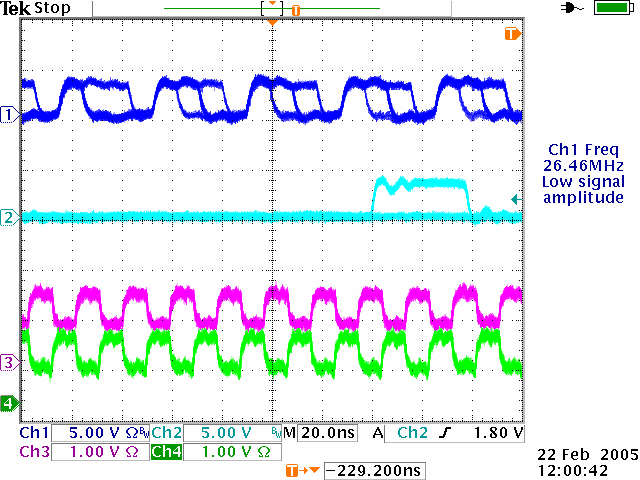 Tek Stop
T
T
1
Ch1 Freq
26.46MHz
Low signal
amplitude
2
3
4
Ch1 5.00 V Ω BW Ch2 5.00 V BW M 20.0ns A Ch2 1.80 V
Ch3 1.00 V Ω Ch4 1.00 V Ω
T -229.200ns
22 Feb 2005
12:00:42